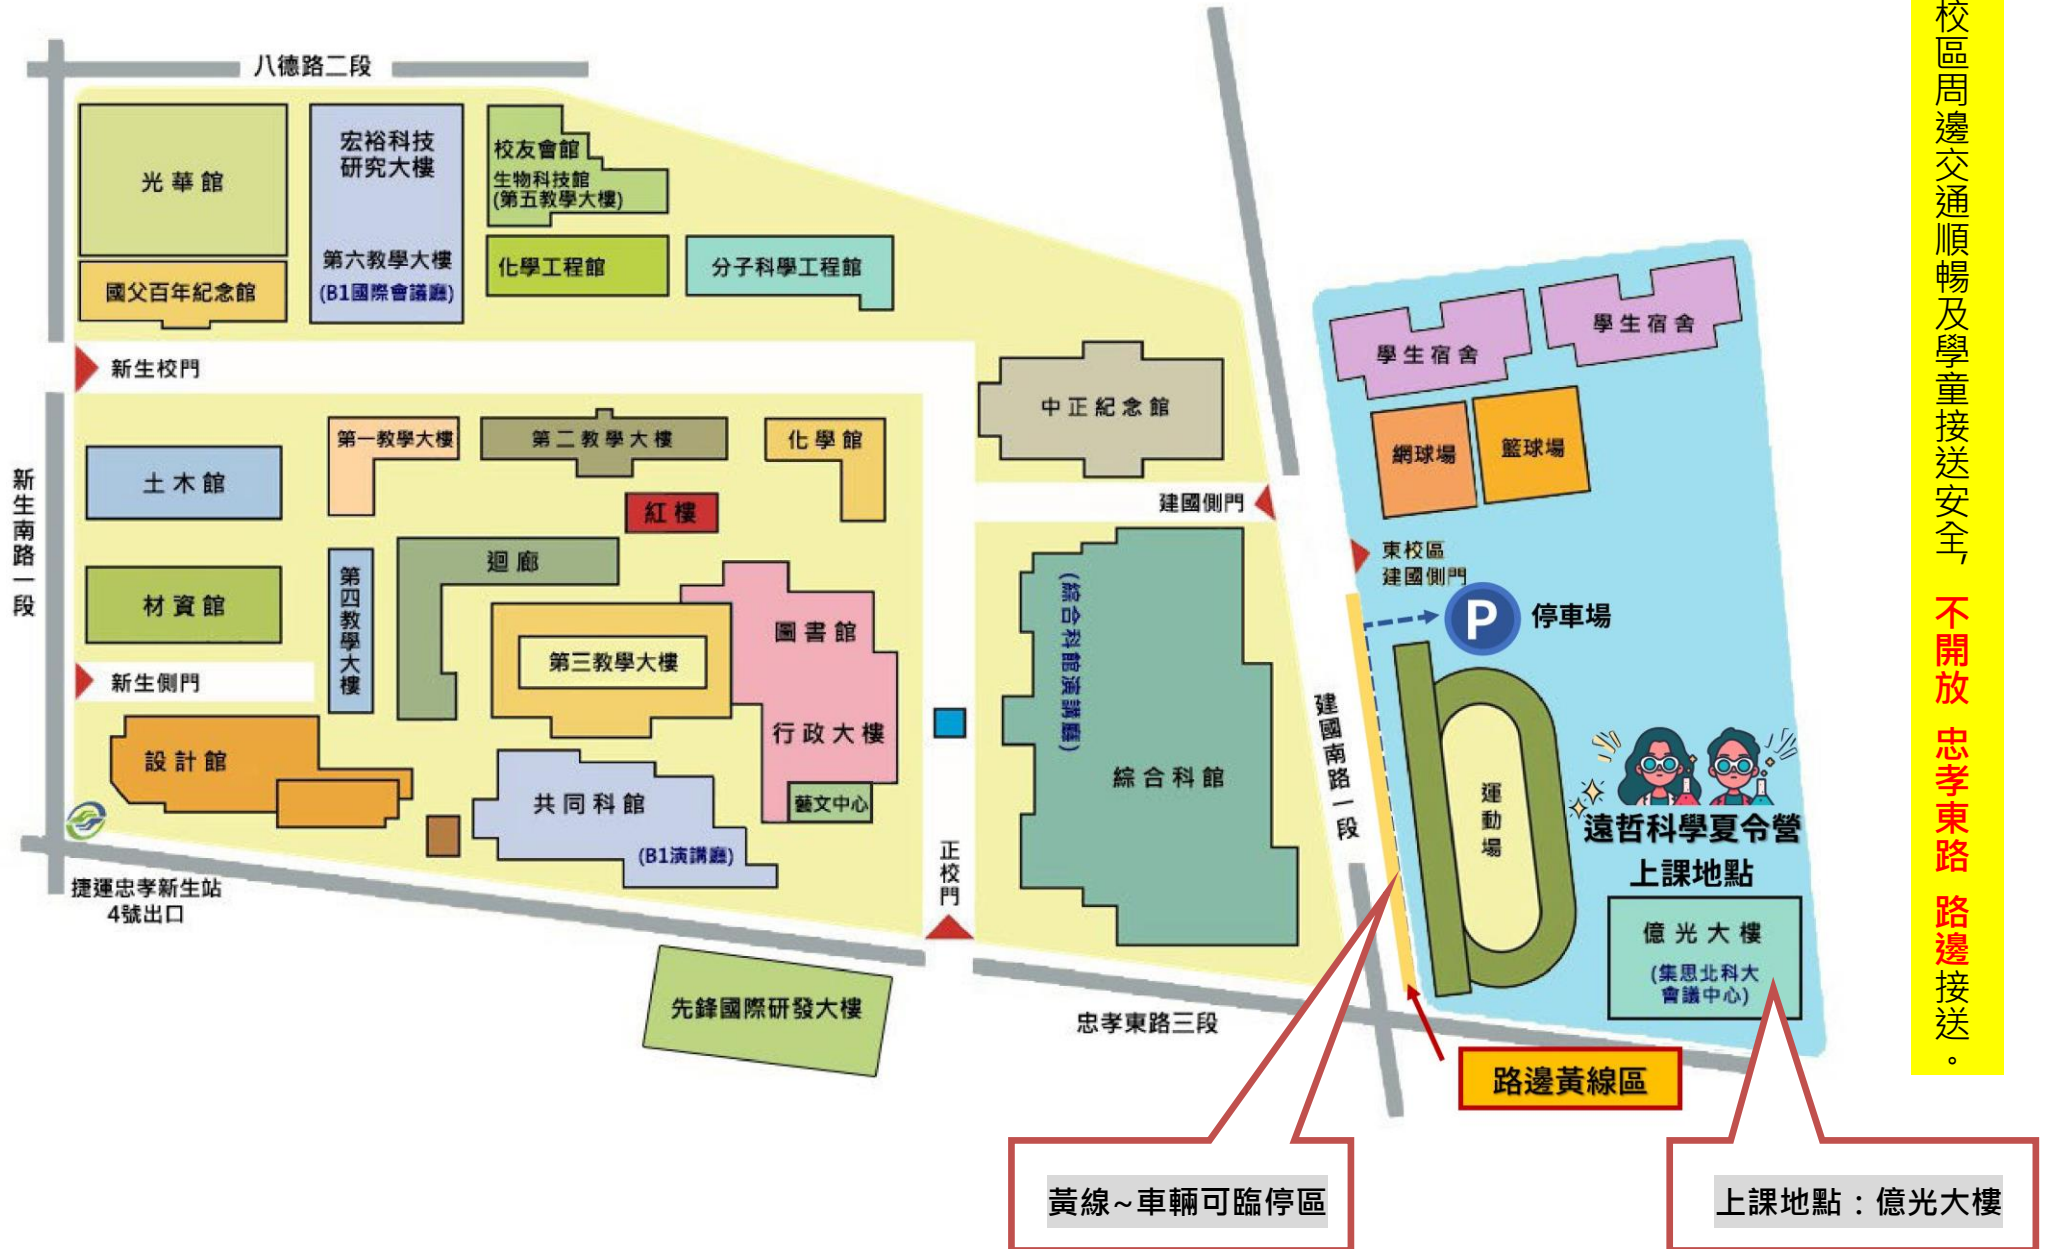 八德路二段
光華館
國父百年紀念館
宏裕科技
研究大樓
第六教學大樓
(B1國際會議廳)
校友會館
生物科技館
(第五教學大樓)
化學工程館
分子科學工程館
新生校門
新生南路一段
土木館
材資館
新生側門
設計館
第一教學大樓
第二教學大樓
化學館
紅樓
迴廊
第四教學大樓
第三教學大樓
圖書館
行政大樓
藝文中心
共同科館
(B1演講廳)
捷運忠孝新生站
4號出口
先鋒國際研發大樓
正校門
中正紀念館
建國側門
(綜合科館演講廳)
綜合科館
忠孝東路三段
建國南路一段
學生宿舍
學生宿舍
網球場
籃球場
東校區
建國側門
P
停車場
運動場
遠哲科學夏令營
上課地點
億光大樓
(集思北科大
會議中心)
路邊黃線區
黃線~車輛可臨停區
上課地點：億光大樓
校區周邊交通順暢及學童接送安全, 不開放 忠孝東路 路邊接送。